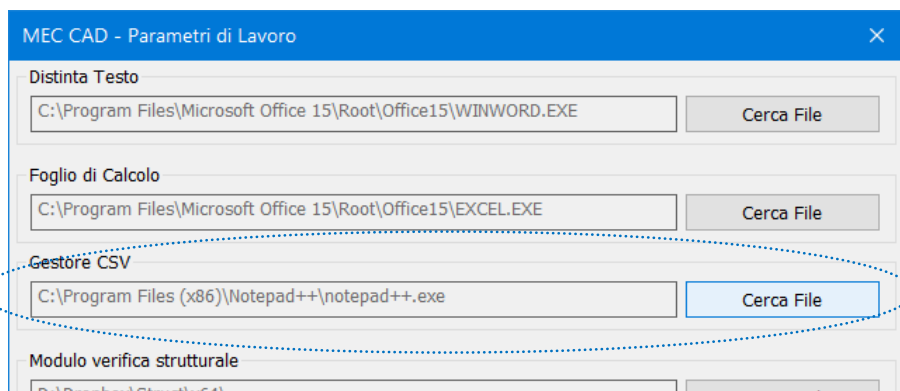 MEC CAD - Parametri di Lavoro
Distinta Testo
C:\Program Files\Microsoft Office 15\Root\Office15\WINWORD.EXE
Cerca File
Foglio di Calcolo
C:\Program Files\Microsoft Office 15\Root\Office15\EXCEL.EXE
Cerca File
Gestore CSV
C:\Program Files (x86)\Notepad++\notepad++.exe
Cerca File
Modulo verifica strutturale